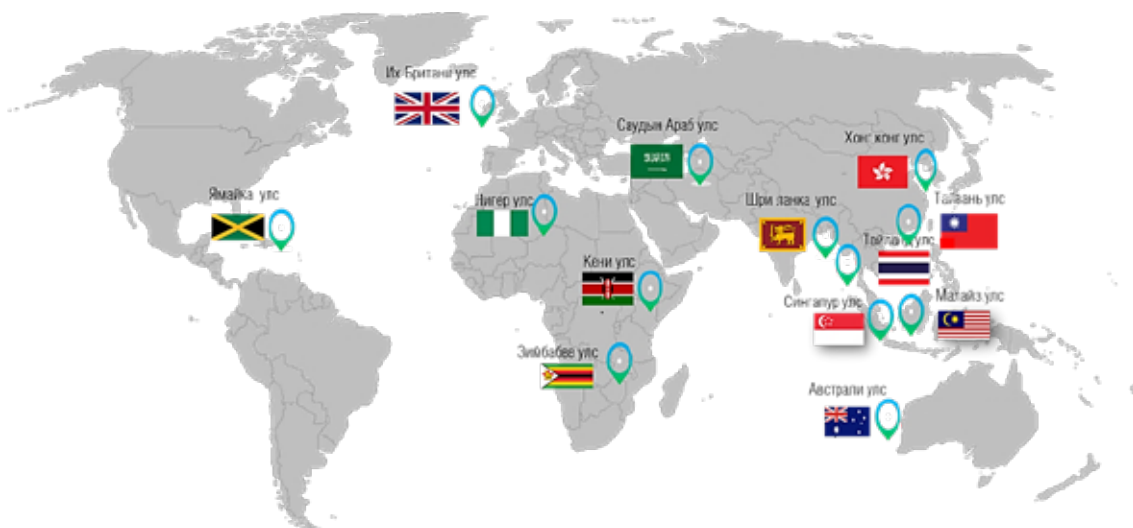 Их Британи улс
Саудын Араб улс
Хонг конг улс
Ямайка улс
Нигер улс
Шри ланка улс
Тайвань улс
Тайланд улс
Кени улс
Сингапур улс
Малайз улс
Зимбабве улс
Австрали улс